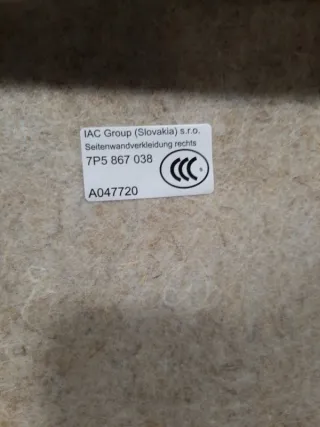 IAC Group (Slovakia) s.r.o.
Seitenwandverkleidung rechts
7P5 867 038
CCC
A047720